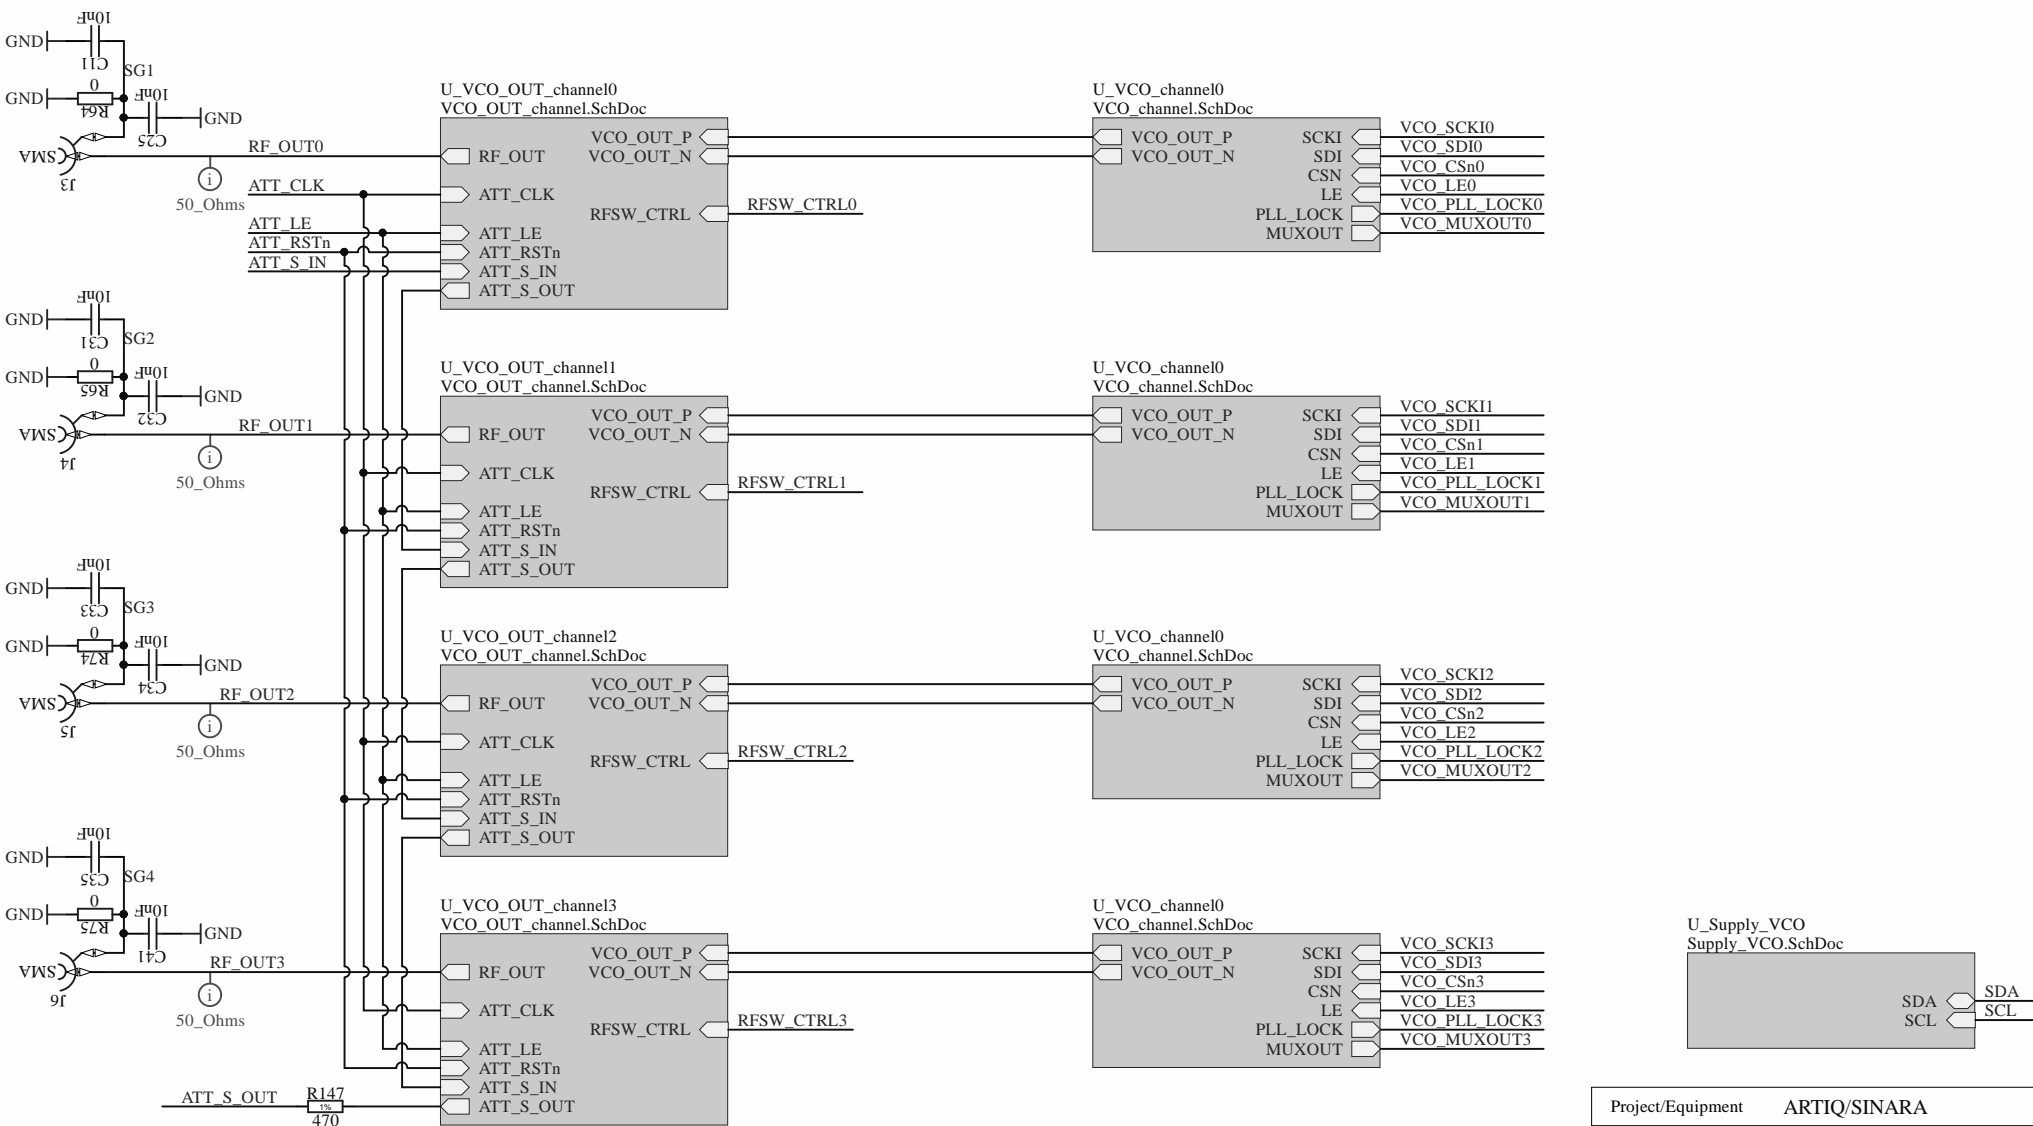 10nF
GND
C11
SG1
0
10nF
GND
R64
GND
C25
SMA
J3
RF_OUT0
50_Ohms
ATT_CLK
ATT_LE
ATT_RSTn
ATT_S_IN
U_VCO_OUT_channel0
VCO_OUT_channel.SchDoc
VCO_OUT_P
RF_OUT
VCO_OUT_N
ATT_CLK
RFSW_CTRL
RFSW_CTRL0
ATT_LE
ATT_RSTn
ATT_S_IN
ATT_S_OUT
U_VCO_channel0
VCO_channel.SchDoc
VCO_OUT_P
SCKI
VCO_SCKI0
VCO_OUT_N
SDI
VCO_SDI0
CSN
VCO_CSn0
LE
VCO_LE0
PLL_LOCK
VCO_PLL_LOCK0
MUXOUT
VCO_MUXOUT0
10nF
GND
C31
SG2
0
10nF
GND
R65
GND
C32
SMA
J4
RF_OUT1
50_Ohms
U_VCO_OUT_channel1
VCO_OUT_channel.SchDoc
VCO_OUT_P
RF_OUT
VCO_OUT_N
ATT_CLK
RFSW_CTRL
RFSW_CTRL1
ATT_LE
ATT_RSTn
ATT_S_IN
ATT_S_OUT
U_VCO_channel0
VCO_channel.SchDoc
VCO_OUT_P
SCKI
VCO_SCKI1
VCO_OUT_N
SDI
VCO_SDI1
CSN
VCO_CSn1
LE
VCO_LE1
PLL_LOCK
VCO_PLL_LOCK1
MUXOUT
VCO_MUXOUT1
10nF
GND
C33
SG3
0
10nF
GND
R74
GND
C34
SMA
J5
RF_OUT2
50_Ohms
U_VCO_OUT_channel2
VCO_OUT_channel.SchDoc
VCO_OUT_P
RF_OUT
VCO_OUT_N
ATT_CLK
RFSW_CTRL
RFSW_CTRL2
ATT_LE
ATT_RSTn
ATT_S_IN
ATT_S_OUT
U_VCO_channel0
VCO_channel.SchDoc
VCO_OUT_P
SCKI
VCO_SCKI2
VCO_OUT_N
SDI
VCO_SDI2
CSN
VCO_CSn2
LE
VCO_LE2
PLL_LOCK
VCO_PLL_LOCK2
MUXOUT
VCO_MUXOUT2
10nF
GND
C35
SG4
0
10nF
GND
R75
GND
C41
SMA
J6
RF_OUT3
50_Ohms
ATT_S_OUT
R147
1%
470
U_VCO_OUT_channel3
VCO_OUT_channel.SchDoc
VCO_OUT_P
RF_OUT
VCO_OUT_N
ATT_CLK
RFSW_CTRL
RFSW_CTRL3
ATT_LE
ATT_RSTn
ATT_S_IN
ATT_S_OUT
U_VCO_channel0
VCO_channel.SchDoc
VCO_OUT_P
SCKI
VCO_SCKI3
VCO_OUT_N
SDI
VCO_SDI3
CSN
VCO_CSn3
LE
VCO_LE3
PLL_LOCK
VCO_PLL_LOCK3
MUXOUT
VCO_MUXOUT3
U_Supply_VCO
Supply_VCO.SchDoc
SDA
SDA
SCL
SCL
Project/Equipment ARTIQ/SINARA